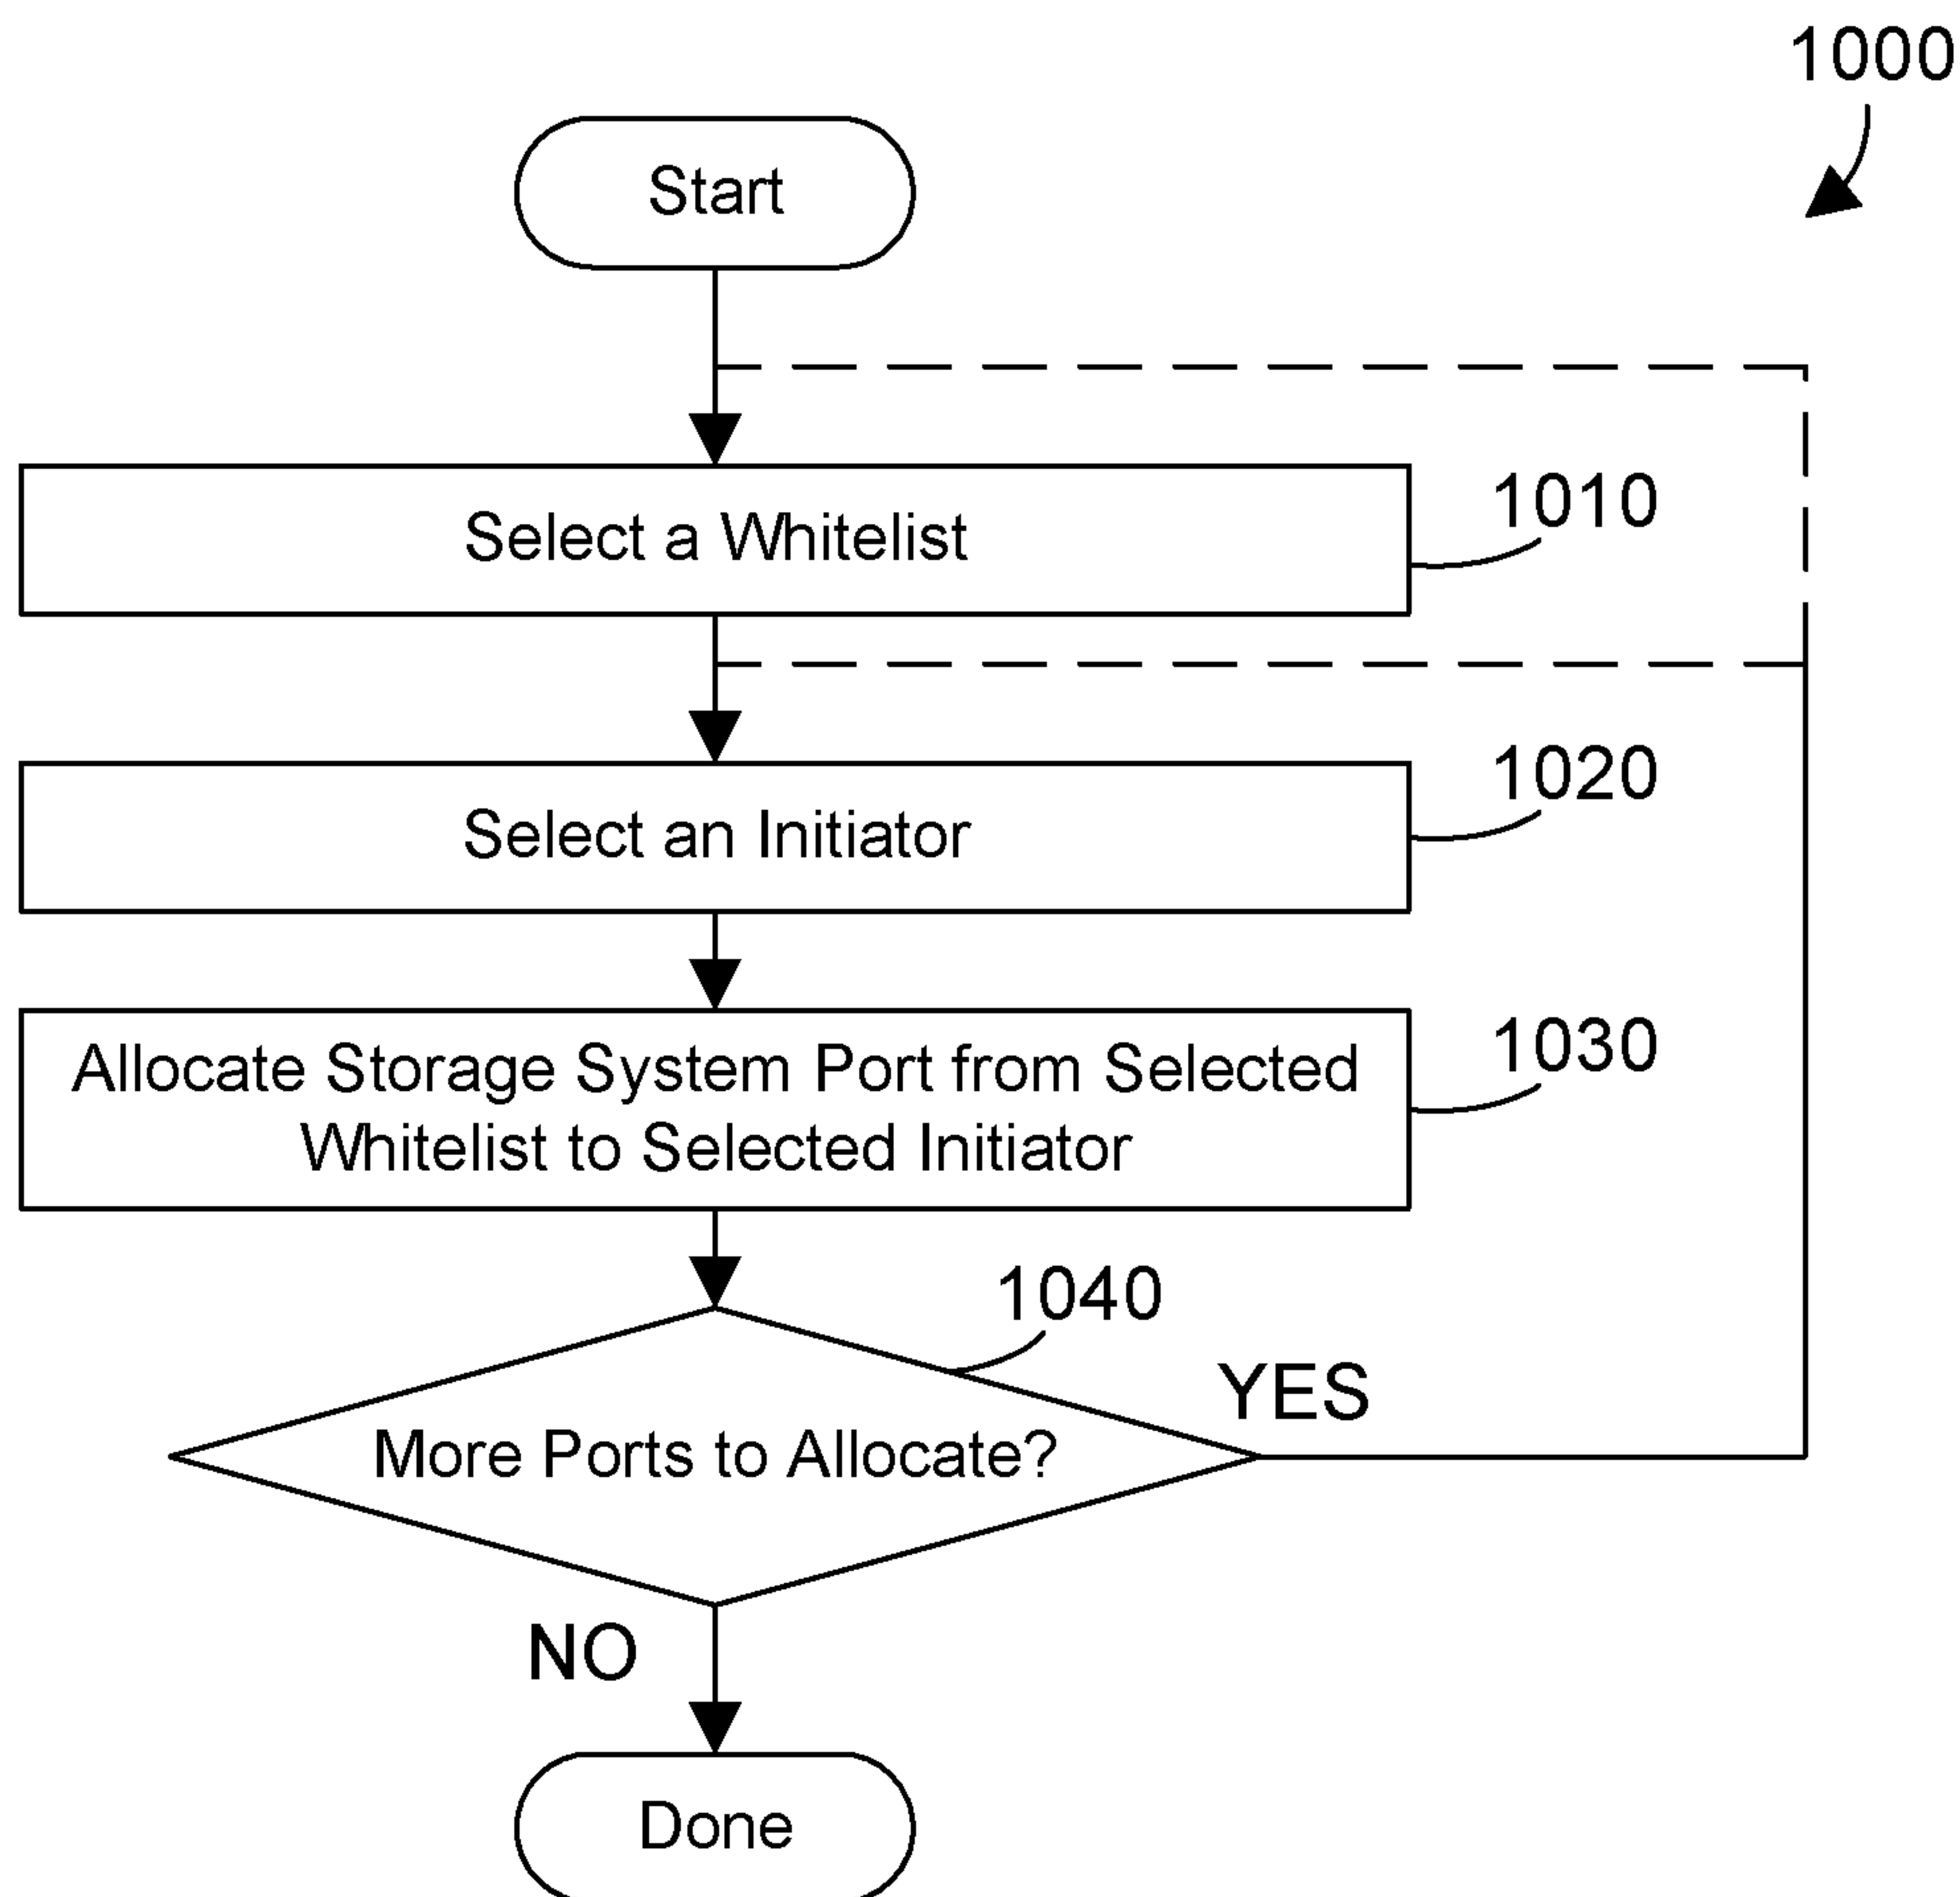 1000
Start
1010
Select a Whitelist
1020
Select an Initiator
1030
Allocate Storage System Port from Selected
Whitelist to Selected Initiator
1040
YES
More Ports to Allocate?
NO
Done